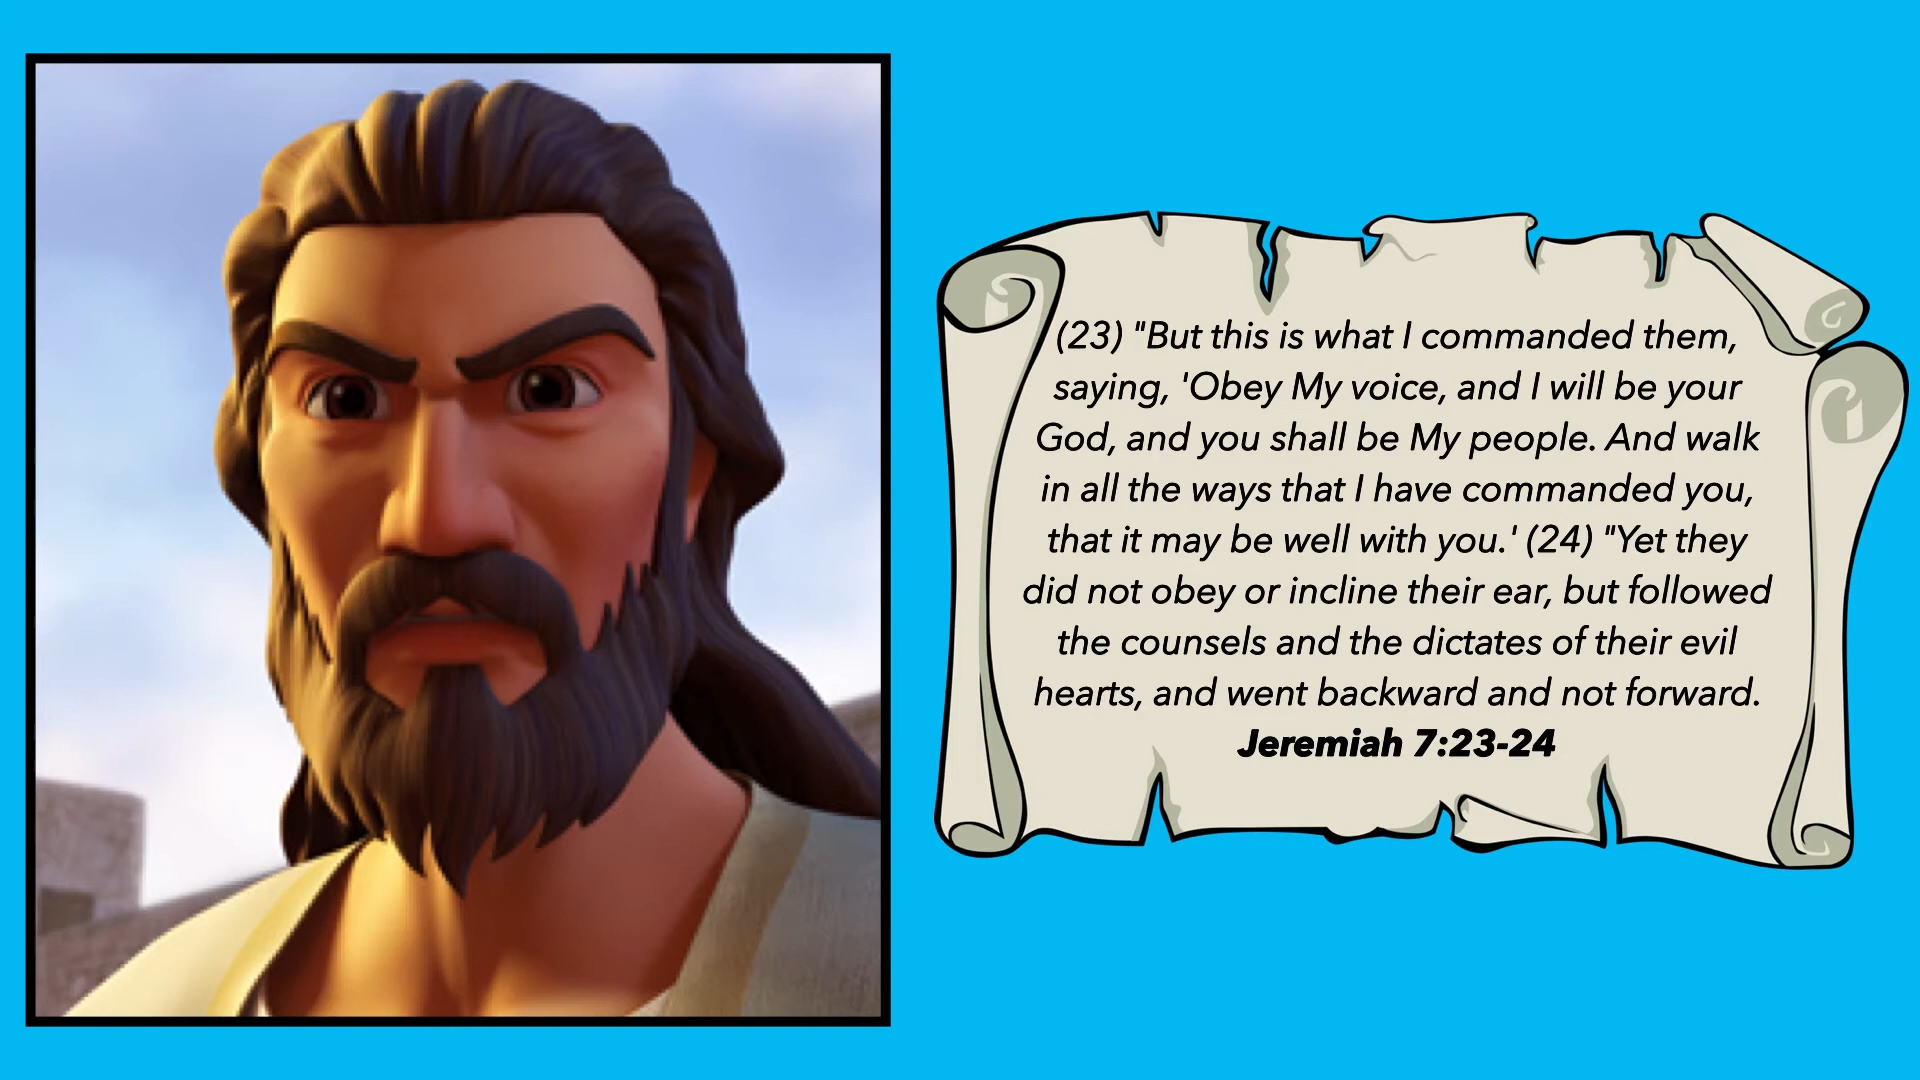 (23) "But this is what I commanded them,
saying, 'Obey My voice, and I will be your
God, and you shall be My people. And walk
in all the ways that I have commanded you,
that it may be well with you.' (24) "Yet they
did not obey or incline their ear, but followed
the counsels and the dictates of their evil
hearts, and went backward and not forward.
Jeremiah 7:23-24